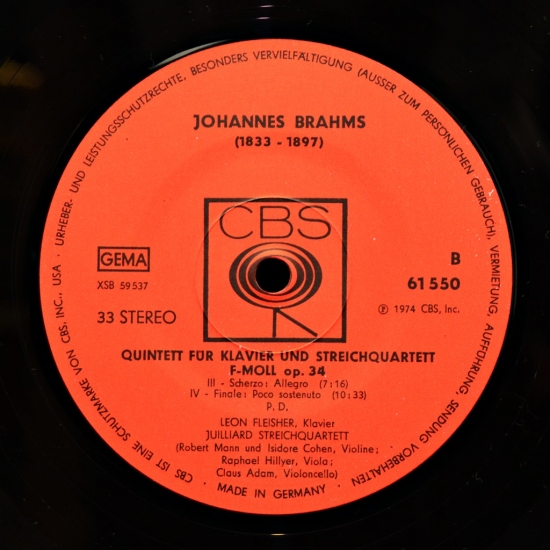 JOHANNES BRAHMS
(1833 - 1897)
CBS
GEMA
XSB 59537
33 STEREO
B
61 550
Ⓟ 1974 CBS, Inc.
QUINTETT FUR KLAVIER UND STREICHQUARTETT
F-MOLL op. 34
III - Scherzo: Allegro (7:16)
IV - Finale: Poco sostenuto (10:33)
P. D.
LEON FLEISHER, Klavier
JUILLIARD STREICHQUARTETT
(Robert Mann und Isidore Cohen, Violine;
Raphael Hillyer, Viola;
Claus Adam, Violoncello)
CBS IST EINE SCHUTZMARKE VON CBS. INC., USA · URHEBER- UND LEISTUNGSSCHUTZRECHTE, BESONDERS VERVIELFÄLTIGUNG (AUSSER ZUM PERSÖNLICHEN GEBRAUCH), VERMIETUNG, AUFFÜHRUNG, SENDUNG VORBEHALTEN
· MADE IN GERMANY ·